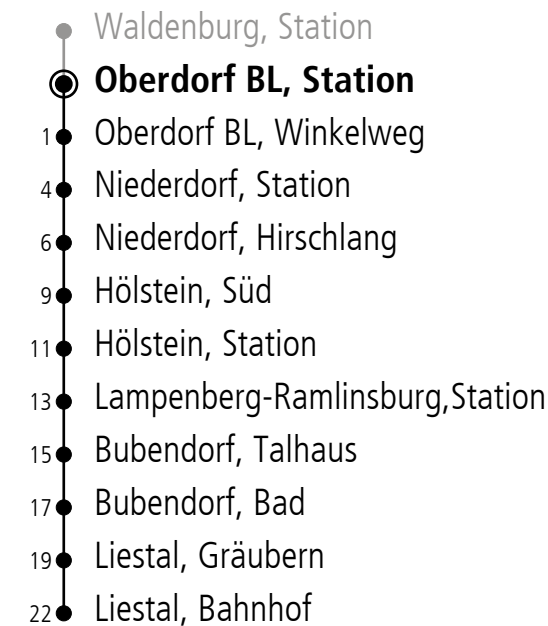 Waldenburg, Station
Oberdorf BL, Station
1 Oberdorf BL, Winkelweg
4 Niederdorf, Station
6 Niederdorf, Hirschlang
9 Hölstein, Süd
11 Hölstein, Station
13 Lampenberg-Ramlinsburg,Station
15 Bubendorf, Talhaus
17 Bubendorf, Bad
19 Liestal, Gräubern
22 Liestal, Bahnhof